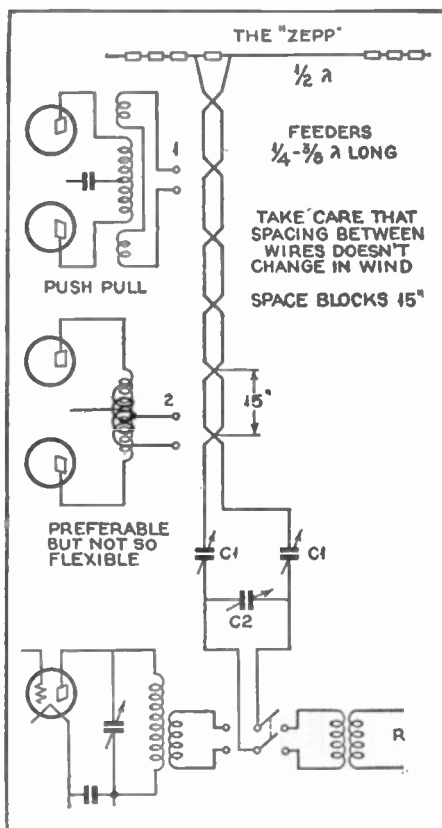 THE "ZEPP"
1/2 λ
FEEDERS
1/4-3/8 λ LONG
TAKE CARE THAT
SPACING BETWEEN
WIRES DOESN'T
CHANGE IN WIND
SPACE BLOCKS 15"
1
PUSH PULL
2
15"
PREFERABLE
BUT NOT SO
FLEXIBLE
C1
C1
C2
R